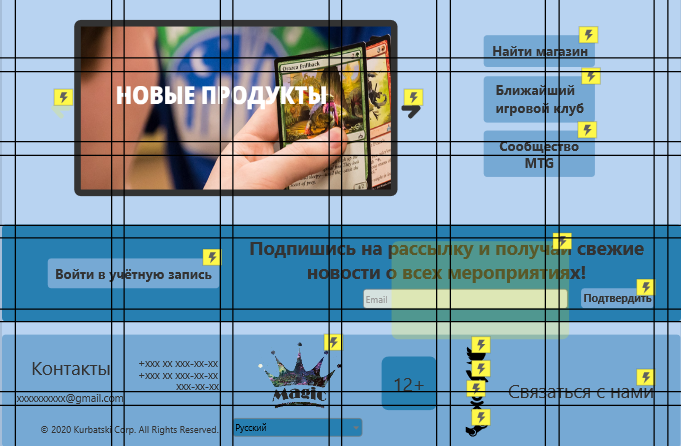 Найти магазин
Ближайший
игровой клуб
Сообщество
MTG
НОВЫЕ ПРОДУКТЫ
Войти в учётную запись
Подпишись на рассылку и получай свежие
новости о всех мероприятиях!
Email
Подтвердить
Контакты
+xxx xx xxx-xx-xx
+xxx xx xxx-xx-xx
xxx-xx-xx
xxxxxxxxxx@gmail.com
Magic
12+
Связаться с нами
© 2020 Kurbatski Corp. All Rights Reserved.
Русский